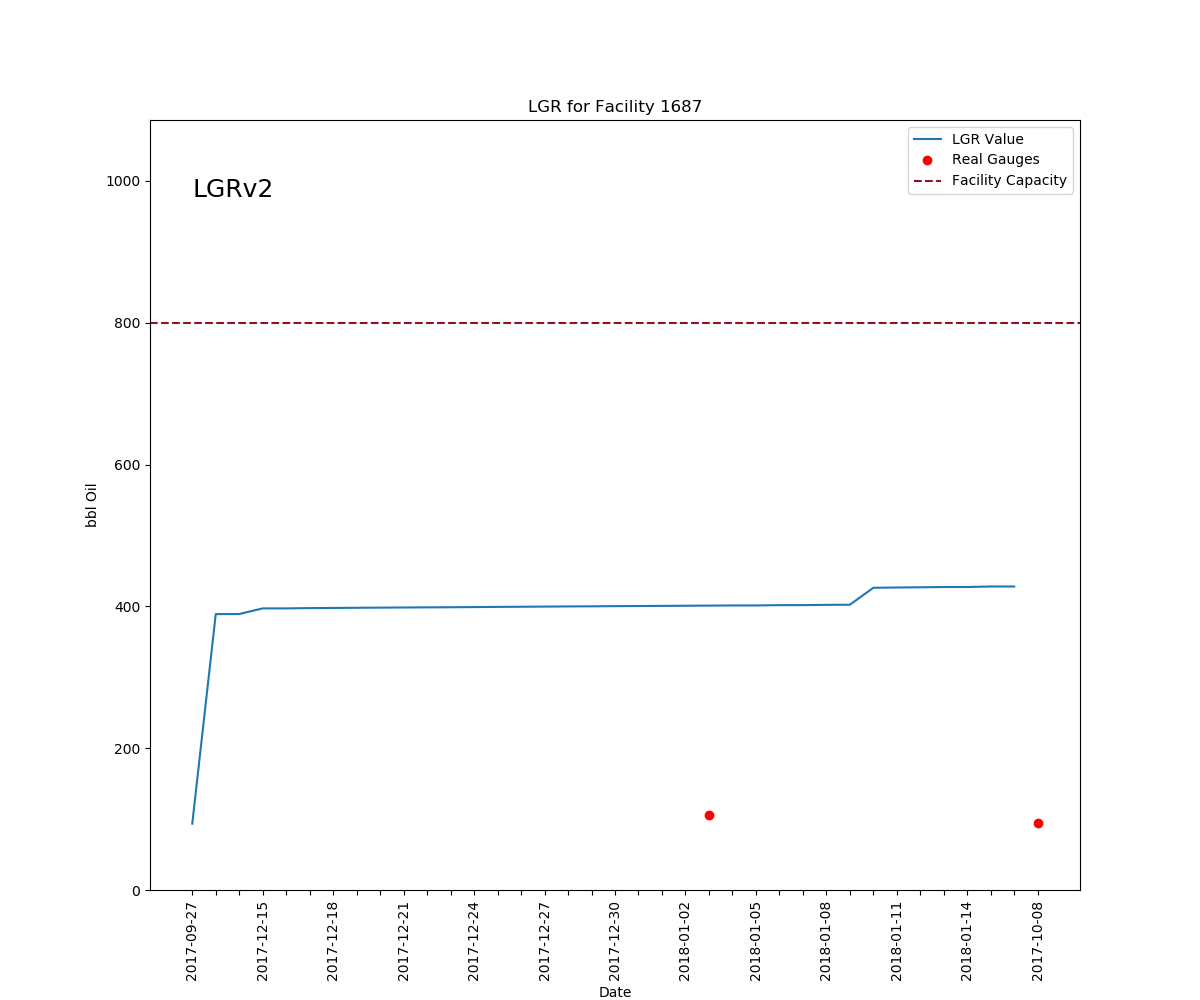 LGR for Facility 1687
LGRv2
LGR Value
Real Gauges
Facility Capacity
1000
800
600
400
200
0
bbl Oil
2017-09-27
2017-12-15
2017-12-18
2017-12-21
2017-12-24
2017-12-27
2017-12-30
2018-01-02
2018-01-05
2018-01-08
2018-01-11
2018-01-14
2017-10-08
Date